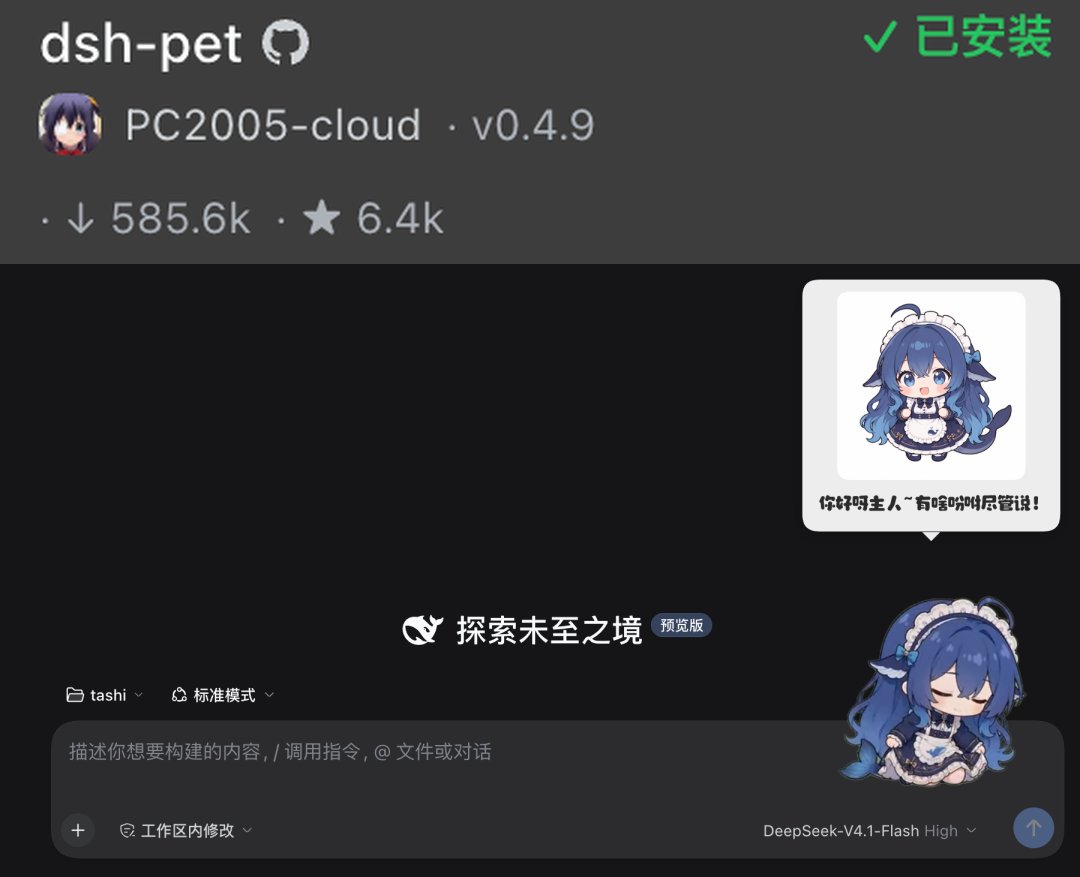 dsh-pet
✓ 已安装
PC2005-cloud · v0.4.9
· ↓ 585.6k · ★ 6.4k
你好呀主人~有啥吩咐尽管说!
探索未至之境 预览版
tashi 标准模式
描述你想要构建的内容, / 调用指令, @ 文件或对话
+ 工作区内修改
DeepSeek-V4.1-Flash High